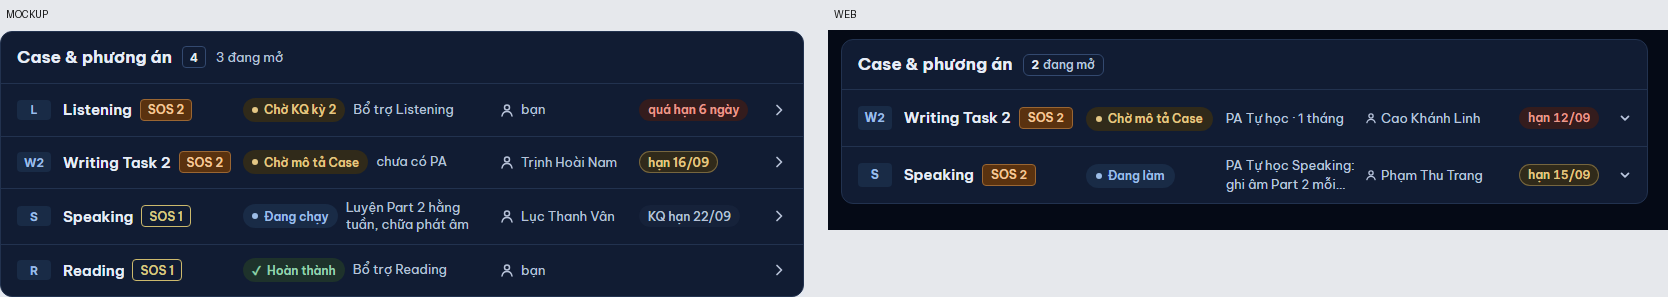 MOCKUP
Case & phương án 4 3 đang mở
L Listening SOS 2 Chờ KQ kỳ 2 Bổ trợ Listening bạn quá hạn 6 ngày
W2 Writing Task 2 SOS 2 Chờ mô tả Case chưa có PA Trịnh Hoài Nam hạn 16/09
S Speaking SOS 1 Đang chạy Luyện Part 2 hằng
tuần, chữa phát âm Lục Thanh Vân KQ hạn 22/09
R Reading SOS 1 ✓ Hoàn thành Bổ trợ Reading bạn
WEB
Case & phương án 2 đang mở
W2 Writing Task 2 SOS 2 Chờ mô tả Case PA Tự học · 1 tháng Cao Khánh Linh hạn 12/09
S Speaking SOS 2 Đang làm PA Tự học Speaking:
ghi âm Part 2 mỗi... Phạm Thu Trang hạn 15/09